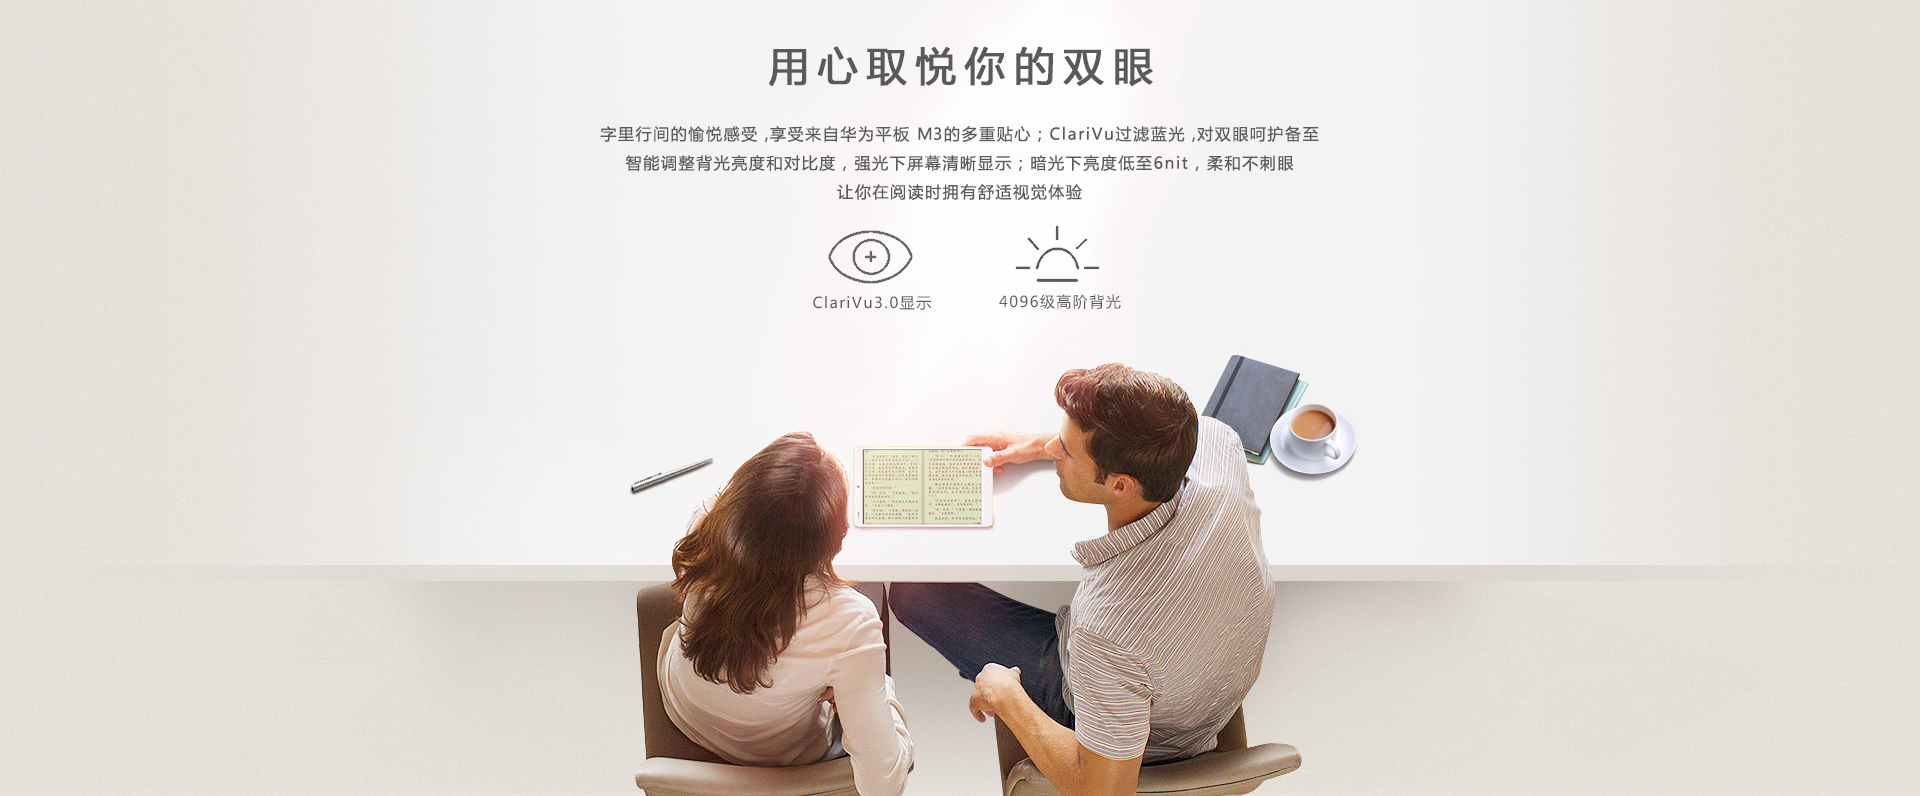 用心取悦你的双眼
字里行间的愉悦感受 ,享受来自华为平板 M3的多重贴心；ClariVu过滤蓝光 ,对双眼呵护备至
智能调整背光亮度和对比度，强光下屏幕清晰显示；暗光下亮度低至6nit，柔和不刺眼
让你在阅读时拥有舒适视觉体验
ClariVu3.0显示
4096级高阶背光